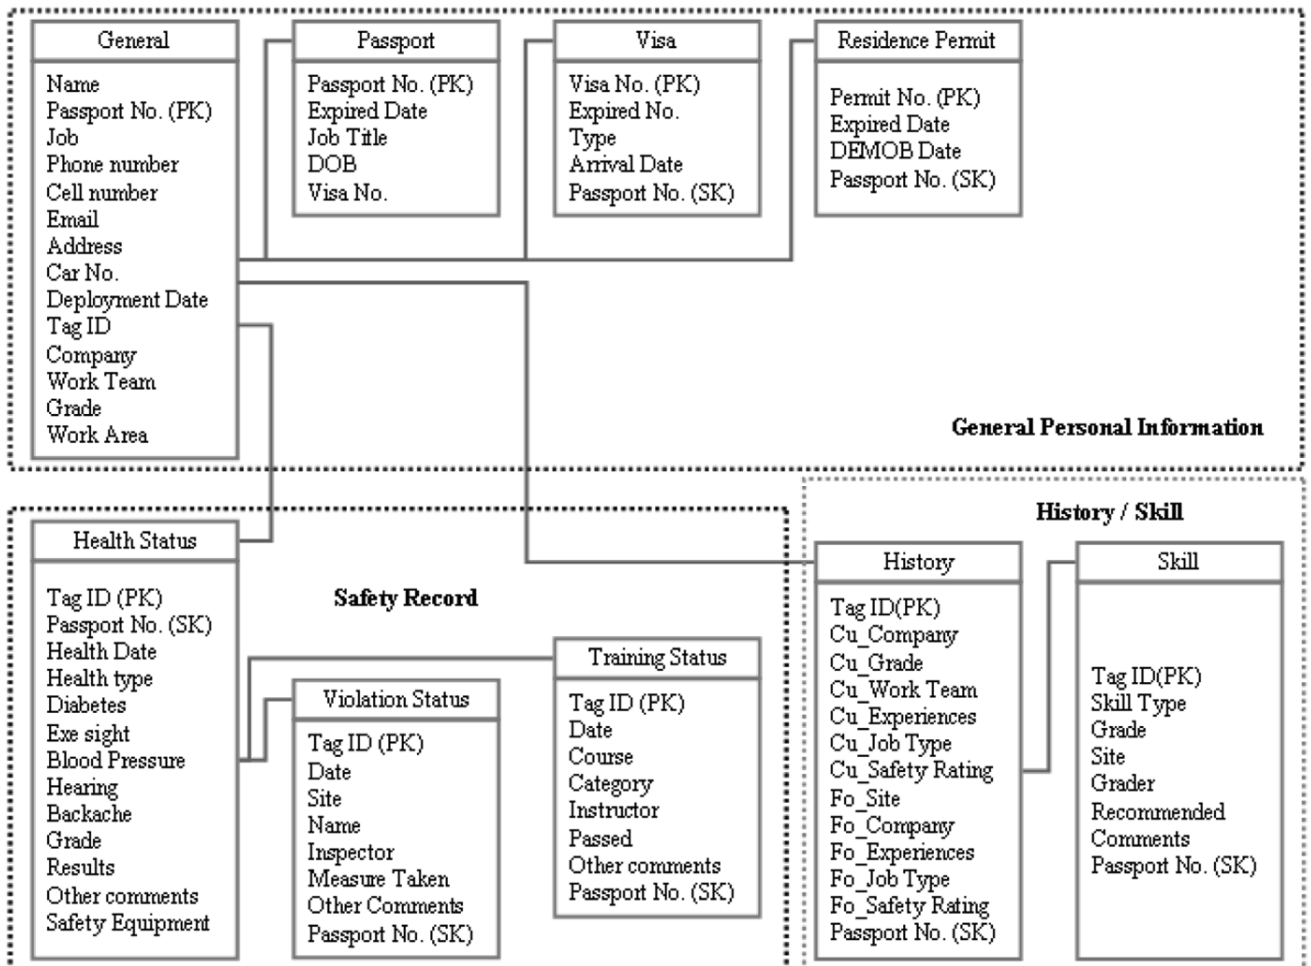 General
Name
Passport No. (PK)
Job
Phone number
Cell number
Email
Address
Car No.
Deployment Date
Tag ID
Company
Work Team
Grade
Work Area
Passport
Passport No. (PK)
Expired Date
Job Title
DOB
Visa No.
Visa
Visa No. (PK)
Expired No.
Type
Arrival Date
Passport No. (SK)
Residence Permit
Permit No. (PK)
Expired Date
DEMOB Date
Passport No. (SK)
General Personal Information
Health Status
Tag ID (PK)
Passport No. (SK)
Health Date
Health type
Diabetes
Exe sight
Blood Pressure
Hearing
Backache
Grade
Results
Other comments
Safety Equipment
Safety Record
Violation Status
Tag ID (PK)
Date
Site
Name
Inspector
Measure Taken
Other Comments
Passport No. (SK)
Training Status
Tag ID (PK)
Date
Course
Category
Instructor
Passed
Other comments
Passport No. (SK)
History / Skill
History
Tag ID(PK)
Cu_Company
Cu_Grade
Cu_Work Team
Cu_Experiences
Cu_Job Type
Cu_Safety Rating
Fo_Site
Fo_Company
Fo_Experiences
Fo_Job Type
Fo_Safety Rating
Passport No. (SK)
Skill
Tag ID(PK)
Skill Type
Grade
Site
Grader
Recommended
Comments
Passport No. (SK)